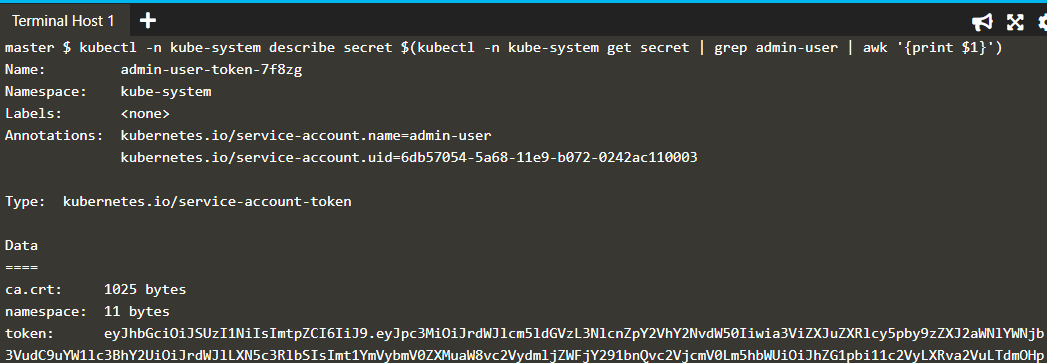 Terminal Host 1
master $ kubectl -n kube-system describe secret $(kubectl -n kube-system get secret | grep admin-user | awk '{print $1}')
Name: admin-user-token-7f8zg
Namespace: kube-system
Labels: <none>
Annotations: kubernetes.io/service-account.name=admin-user
kubernetes.io/service-account.uid=6db57054-5a68-11e9-b072-0242ac110003
Type: kubernetes.io/service-account-token
Data
====
ca.crt: 1025 bytes
namespace: 11 bytes
token: eyJhbGciOiJSUzI1NiIsImtpZCI6IiJ9.eyJpc3MiOiJrdWJlcm5ldGVzL3NlcnZpY2VhY2NvdW50Iiwia3ViZXJuZXRlcy5pby9zZXJ2aWNlYWNjb
3VudC9uYW1lc3BhY2UiOiJrdWJlLXN5c3RlbSIsImt1YmVybmV0ZXMuaW8vc2VydmljZWFjY291bnQvc2VjcmV0Lm5hbWUiOiJhZG1pbi11c2VyLXRva2VuLTdmOHp